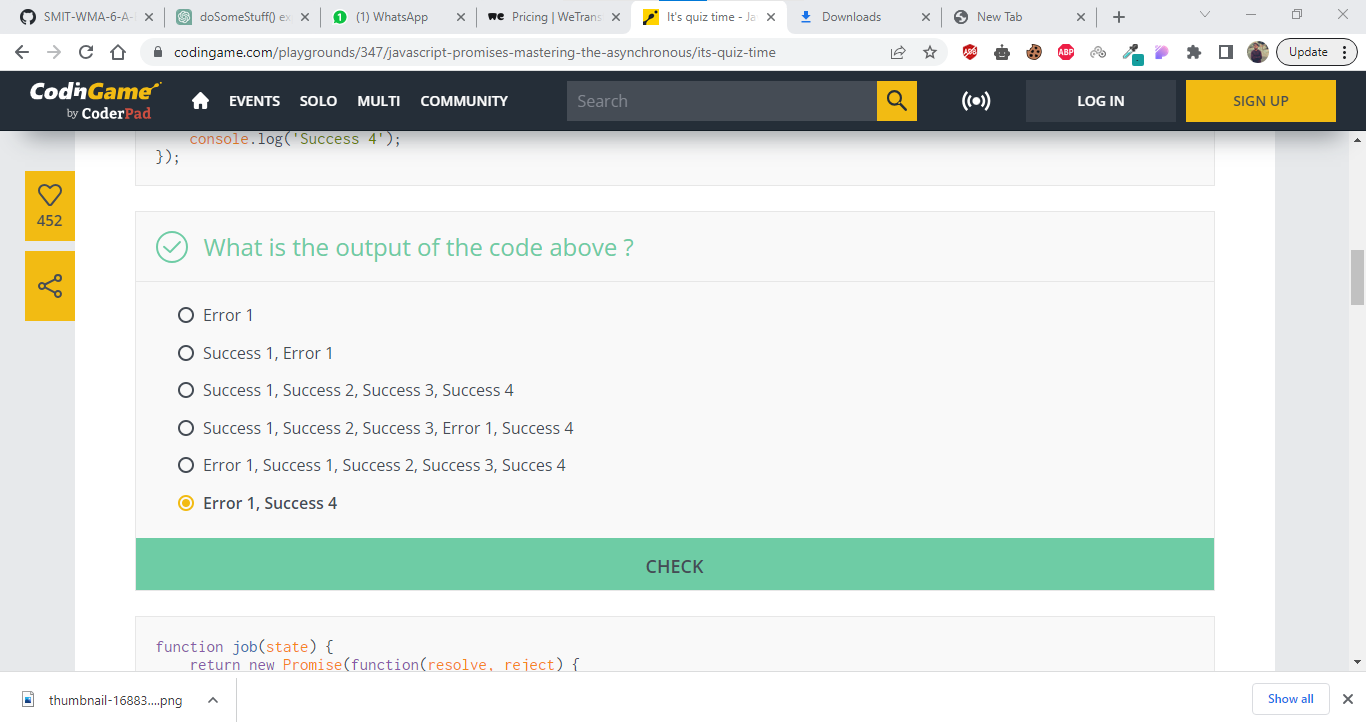 SMIT-WMA-6-A-
doSomeStuff() ex
(1) WhatsApp
Pricing | WeTrans
It's quiz time - Ja
Downloads
New Tab
codingame.com/playgrounds/347/javascript-promises-mastering-the-asynchronous/its-quiz-time
ABP
Update
CodinGame
by CoderPad
EVENTS
SOLO
MULTI
COMMUNITY
Search
LOG IN
SIGN UP
console.log('Success 4');
});
452
What is the output of the code above ?
Error 1
Success 1, Error 1
Success 1, Success 2, Success 3, Success 4
Success 1, Success 2, Success 3, Error 1, Success 4
Error 1, Success 1, Success 2, Success 3, Succes 4
Error 1, Success 4
CHECK
function job(state) {
return new Promise(function(resolve, reject) {
thumbnail-16883....png
Show all